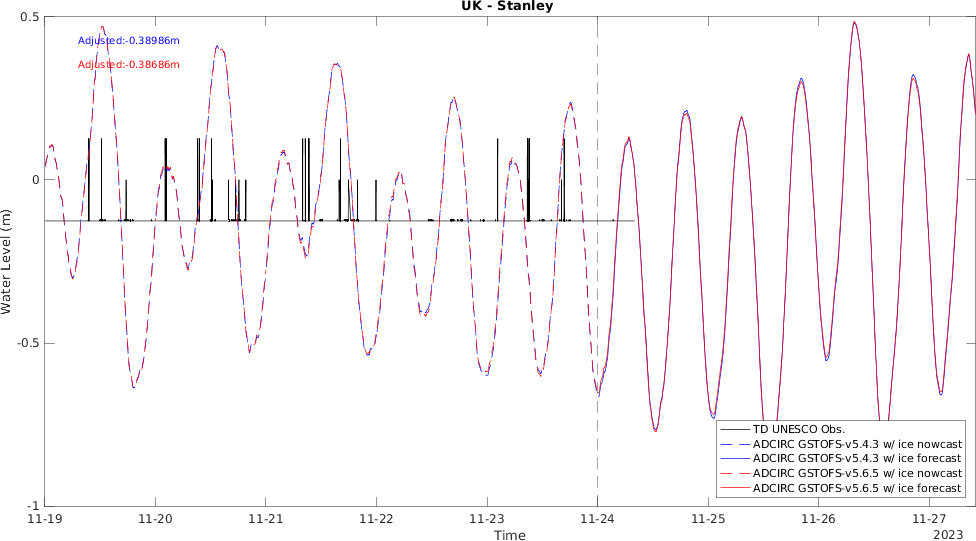 UK - Stanley
0.5
Adjusted:-0.38986m
Adjusted:-0.38686m
0
Water Level (m)
-0.5
TD UNESCO Obs.
ADCIRC GSTOFS-v5.4.3 w/ ice nowcast
ADCIRC GSTOFS-v5.4.3 w/ ice forecast
ADCIRC GSTOFS-v5.6.5 w/ ice nowcast
ADCIRC GSTOFS-v5.6.5 w/ ice forecast
-1
11-19 11-20 11-21 11-22 11-23 11-24 11-25 11-26 11-27
Time
2023